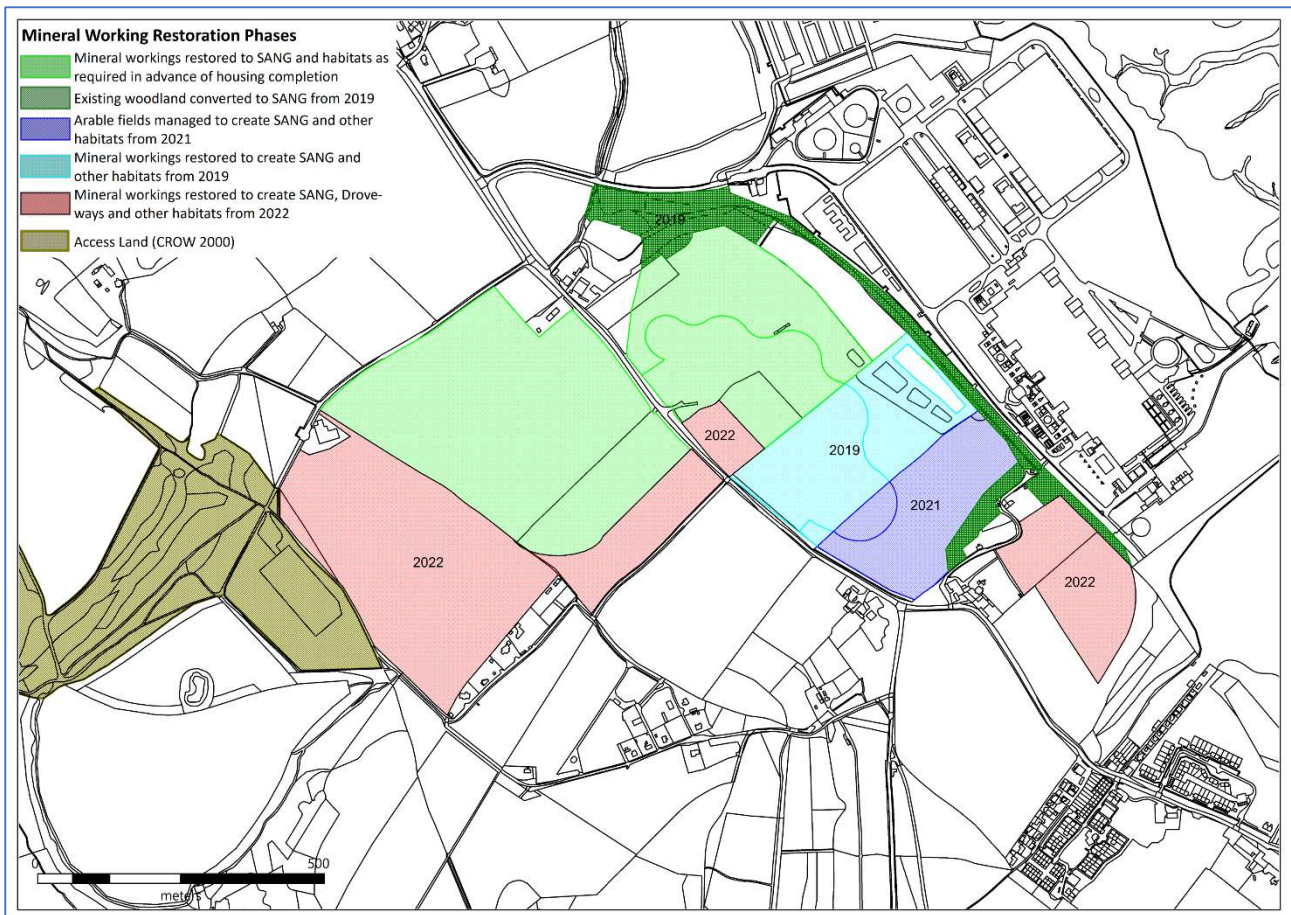 Mineral Working Restoration Phases
Mineral workings restored to SANG and habitats as
required in advance of housing completion
Existing woodland converted to SANG from 2019
Arable fields managed to create SANG and other
habitats from 2021
Mineral workings restored to create SANG and
other habitats from 2019
Mineral workings restored to create SANG, Drove-
ways and other habitats from 2022
Access Land (CROW 2000)
2019
2022
2019
2021
2022
2022
0 500
meters